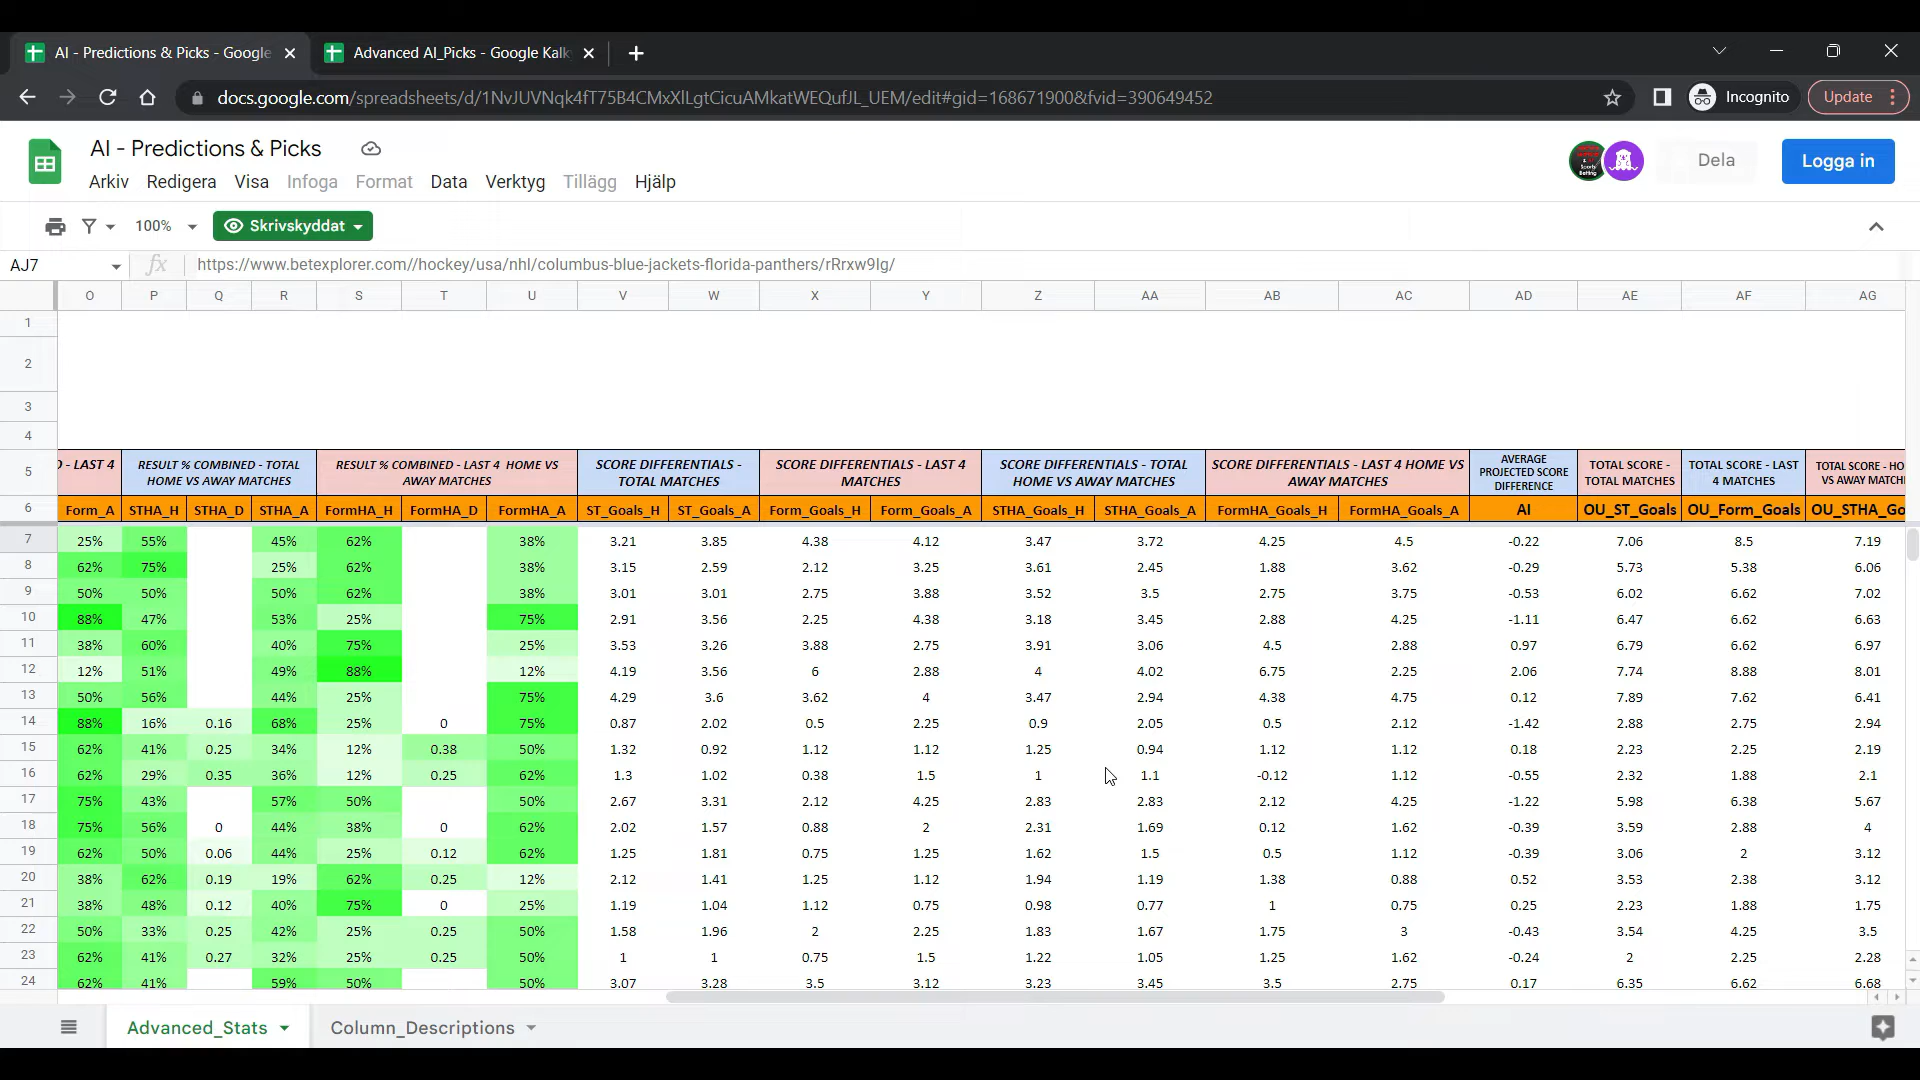 AI - Predictions & Picks - Google
Advanced AI_Picks - Google Kalk
docs.google.com/spreadsheets/d/1NvJUVNqk4fT75B4CMxXlLgtCicuAMkatWEQufJL_UEM/edit#gid=168671900&fvid=390649452
Incognito
Update
AI - Predictions & Picks
Arkiv Redigera Visa Infoga Format Data Verktyg Tillägg Hjälp
Dela
Logga in
100% Skrivskyddat
AJ7 fx https://www.betexplorer.com//hockey/usa/nhl/columbus-blue-jackets-florida-panthers/rRrxw9Ig/
O P Q R S T U V W X Y Z AA AB AC AD AE AF AG
1
2
3
4
5 - LAST 4 RESULT % COMBINED - TOTAL HOME VS AWAY MATCHES RESULT % COMBINED - LAST 4 HOME VS AWAY MATCHES SCORE DIFFERENTIALS - TOTAL MATCHES SCORE DIFFERENTIALS - LAST 4 MATCHES SCORE DIFFERENTIALS - TOTAL HOME VS AWAY MATCHES SCORE DIFFERENTIALS - LAST 4 HOME VS AWAY MATCHES AVERAGE PROJECTED SCORE DIFFERENCE TOTAL SCORE - TOTAL MATCHES TOTAL SCORE - LAST 4 MATCHES TOTAL SCORE - HO VS AWAY MATCH
6 Form_A STHA_H STHA_D STHA_A FormHA_H FormHA_D FormHA_A ST_Goals_H ST_Goals_A Form_Goals_H Form_Goals_A STHA_Goals_H STHA_Goals_A FormHA_Goals_H FormHA_Goals_A AI OU_ST_Goals OU_Form_Goals OU_STHA_Go
7 25% 55% 45% 62% 38% 3.21 3.85 4.38 4.12 3.47 3.72 4.25 4.5 -0.22 7.06 8.5 7.19
8 62% 75% 25% 62% 38% 3.15 2.59 2.12 3.25 3.61 2.45 1.88 3.62 -0.29 5.73 5.38 6.06
9 50% 50% 50% 62% 38% 3.01 3.01 2.75 3.88 3.52 3.5 2.75 3.75 -0.53 6.02 6.62 7.02
10 88% 47% 53% 25% 75% 2.91 3.56 2.25 4.38 3.18 3.45 2.88 4.25 -1.11 6.47 6.62 6.63
11 38% 60% 40% 75% 25% 3.53 3.26 3.88 2.75 3.91 3.06 4.5 2.88 0.97 6.79 6.62 6.97
12 12% 51% 49% 88% 12% 4.19 3.56 6 2.88 4 4.02 6.75 2.25 2.06 7.74 8.88 8.01
13 50% 56% 44% 25% 75% 4.29 3.6 3.62 4 3.47 2.94 4.38 4.75 0.12 7.89 7.62 6.41
14 88% 16% 0.16 68% 25% 0 75% 0.87 2.02 0.5 2.25 0.9 2.05 0.5 2.12 -1.42 2.88 2.75 2.94
15 62% 41% 0.25 34% 12% 0.38 50% 1.32 0.92 1.12 1.12 1.25 0.94 1.12 1.12 0.18 2.23 2.25 2.19
16 62% 29% 0.35 36% 12% 0.25 62% 1.3 1.02 0.38 1.5 1 1.1 -0.12 1.12 -0.55 2.32 1.88 2.1
17 75% 43% 57% 50% 50% 2.67 3.31 2.12 4.25 2.83 2.83 2.12 4.25 -1.22 5.98 6.38 5.67
18 75% 56% 0 44% 38% 0 62% 2.02 1.57 0.88 2 2.31 1.69 0.12 1.62 -0.39 3.59 2.88 4
19 62% 50% 0.06 44% 25% 0.12 62% 1.25 1.81 0.75 1.25 1.62 1.5 0.5 1.12 -0.39 3.06 2 3.12
20 38% 62% 0.19 19% 62% 0.25 12% 2.12 1.41 1.25 1.12 1.94 1.19 1.38 0.88 0.52 3.53 2.38 3.12
21 38% 48% 0.12 40% 75% 0 25% 1.19 1.04 1.12 0.75 0.98 0.77 1 0.75 0.25 2.23 1.88 1.75
22 50% 33% 0.25 42% 25% 0.25 50% 1.58 1.96 2 2.25 1.83 1.67 1.75 3 -0.43 3.54 4.25 3.5
23 62% 41% 0.27 32% 25% 0.25 50% 1 1 0.75 1.5 1.22 1.05 1.25 1.62 -0.24 2 2.25 2.28
24 62% 41% 59% 50% 50% 3.07 3.28 3.5 3.12 3.23 3.45 3.5 2.75 0.17 6.35 6.62 6.68
Advanced_Stats Column_Descriptions